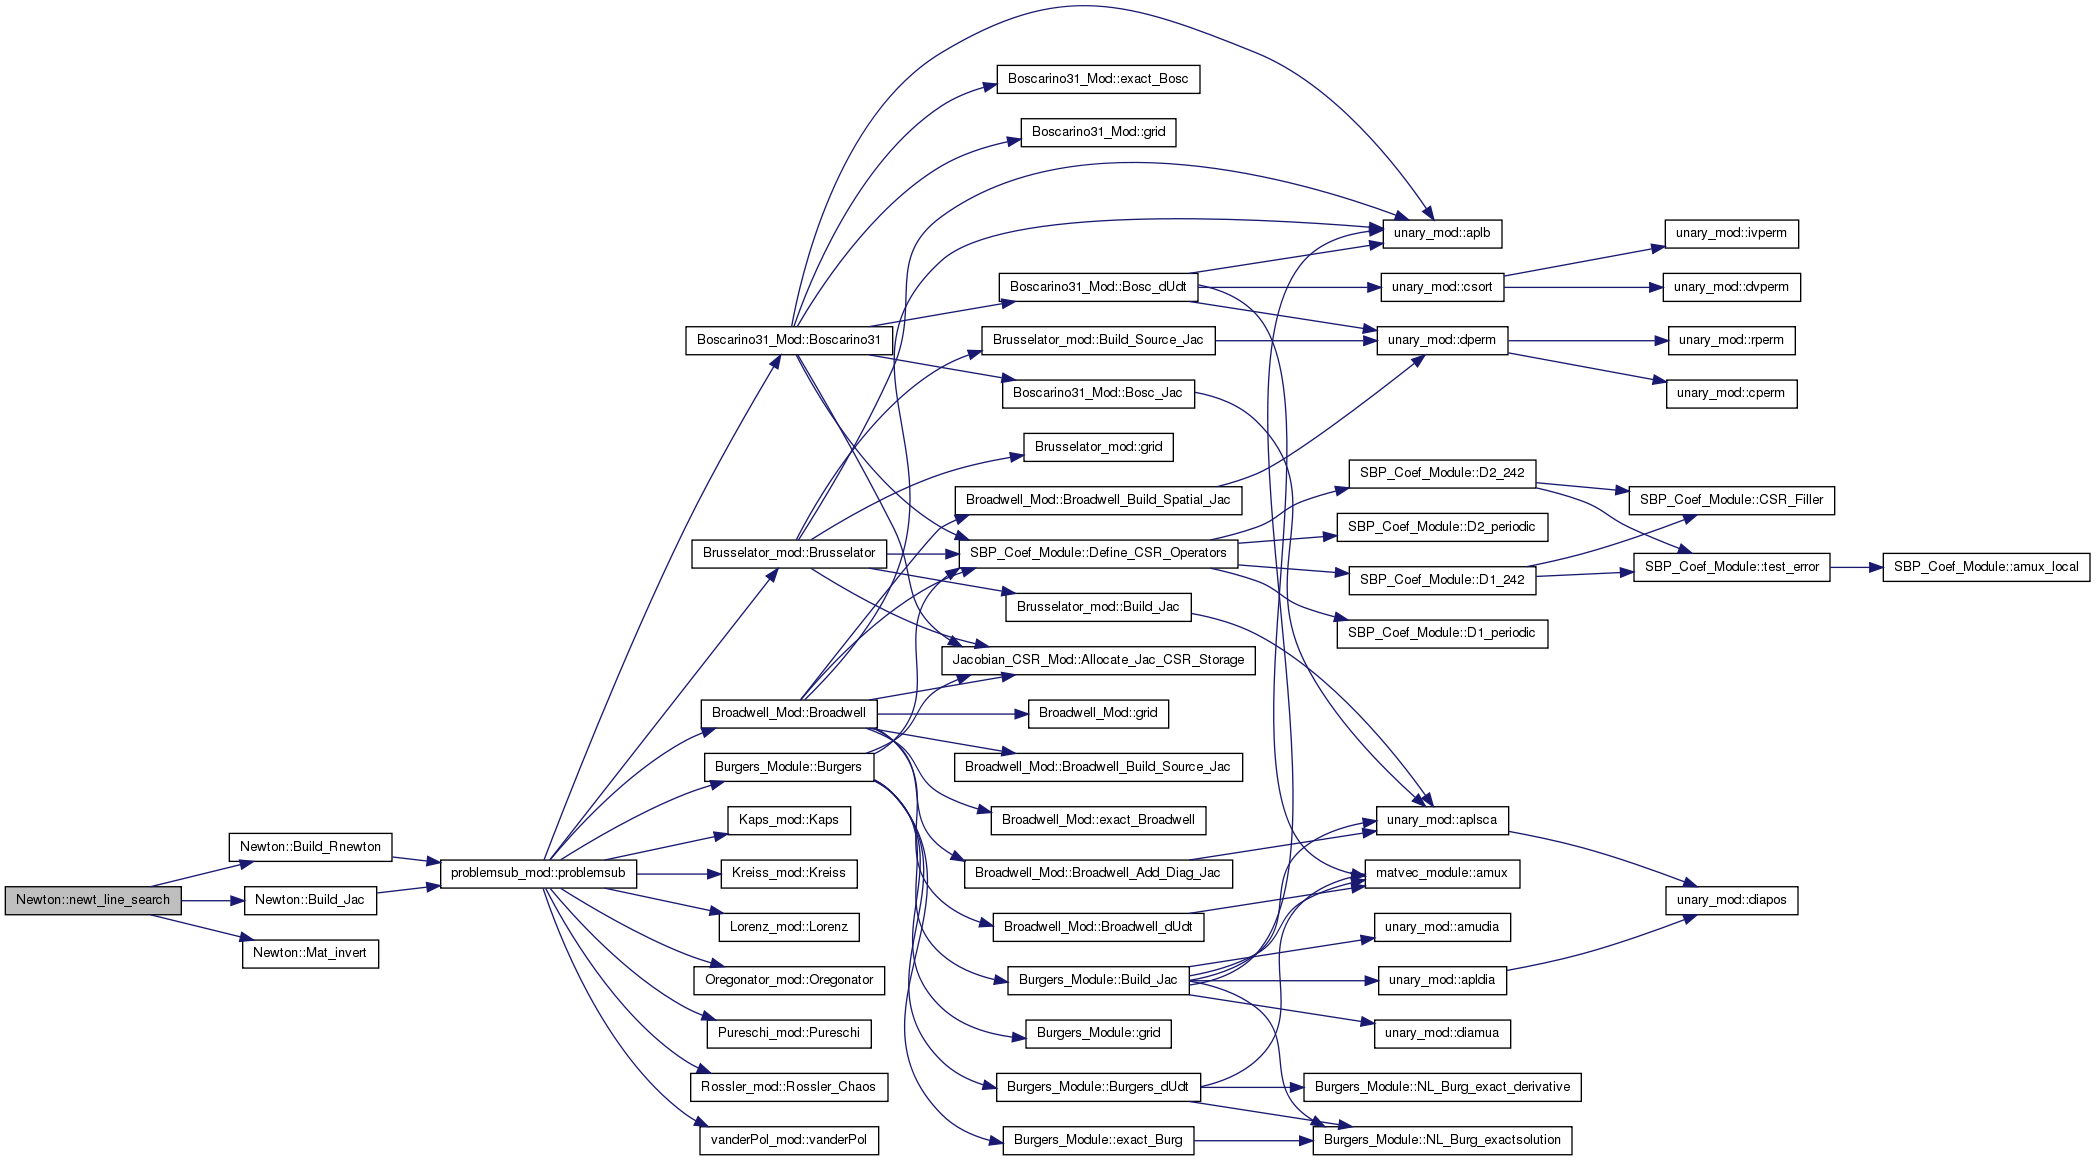 Newton::newt_line_search
Newton::Build_Rnewton
Newton::Build_Jac
Newton::Mat_invert
problemsub_mod::problemsub
Boscarino31_Mod::Boscarino31
Brusselator_mod::Brusselator
Broadwell_Mod::Broadwell
Burgers_Module::Burgers
Kaps_mod::Kaps
Kreiss_mod::Kreiss
Lorenz_mod::Lorenz
Oregonator_mod::Oregonator
Pureschi_mod::Pureschi
Rossler_mod::Rossler_Chaos
vanderPol_mod::vanderPol
Boscarino31_Mod::exact_Bosc
Boscarino31_Mod::grid
Boscarino31_Mod::Bosc_dUdt
Brusselator_mod::Build_Source_Jac
Boscarino31_Mod::Bosc_Jac
Brusselator_mod::grid
Broadwell_Mod::Broadwell_Build_Spatial_Jac
SBP_Coef_Module::Define_CSR_Operators
Brusselator_mod::Build_Jac
Jacobian_CSR_Mod::Allocate_Jac_CSR_Storage
Broadwell_Mod::grid
Broadwell_Mod::Broadwell_Build_Source_Jac
Broadwell_Mod::exact_Broadwell
Broadwell_Mod::Broadwell_Add_Diag_Jac
Broadwell_Mod::Broadwell_dUdt
Burgers_Module::Build_Jac
Burgers_Module::grid
Burgers_Module::Burgers_dUdt
Burgers_Module::exact_Burg
unary_mod::aplb
unary_mod::csort
unary_mod::dperm
SBP_Coef_Module::D2_242
SBP_Coef_Module::D2_periodic
SBP_Coef_Module::D1_242
SBP_Coef_Module::D1_periodic
unary_mod::aplsca
matvec_module::amux
unary_mod::amudia
unary_mod::apldia
unary_mod::diamua
Burgers_Module::NL_Burg_exact_derivative
Burgers_Module::NL_Burg_exactsolution
unary_mod::ivperm
unary_mod::dvperm
unary_mod::rperm
unary_mod::cperm
SBP_Coef_Module::CSR_Filler
SBP_Coef_Module::test_error
unary_mod::diapos
SBP_Coef_Module::amux_local